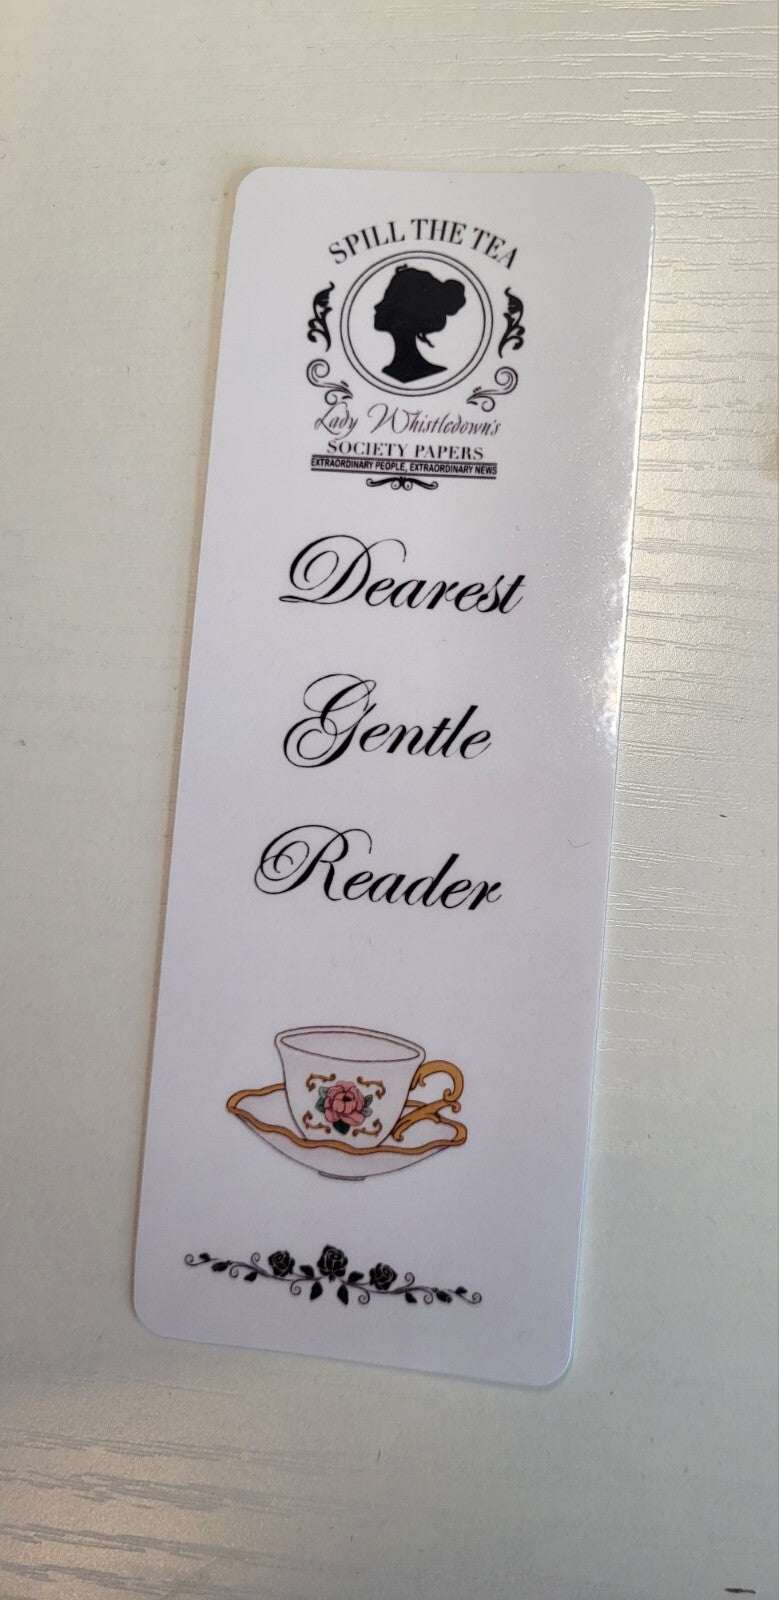 SPILL THE TEA
Lady Whistledown's
SOCIETY PAPERS
EXTRAORDINARY PEOPLE, EXTRAORDINARY NEWS
Dearest
Gentle
Reader